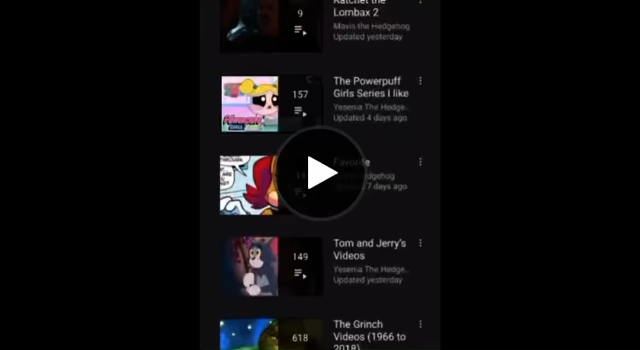 Ratchet the
Lombax 2
9
Mavis the Hedgehog
Updated yesterday
The Powerpuff
Girls Series I like
157
Yesenia The Hedge..
Updated 4 days ago
Favorite
19
7 days ago
Tom and Jerry's
Videos
149
Yesenia The Hedge..
Updated yesterday
The Grinch
Videos (1966 to
2018)
618